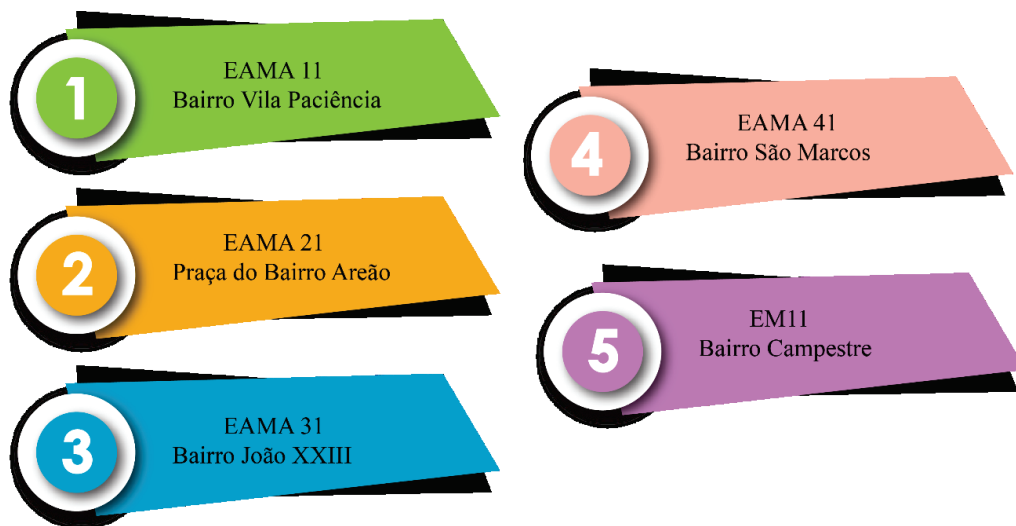 1
EAMA 11
Bairro Vila Paciência
2
EAMA 21
Praça do Bairro Areão
3
EAMA 31
Bairro João XXIII
4
EAMA 41
Bairro São Marcos
5
EM11
Bairro Campestre